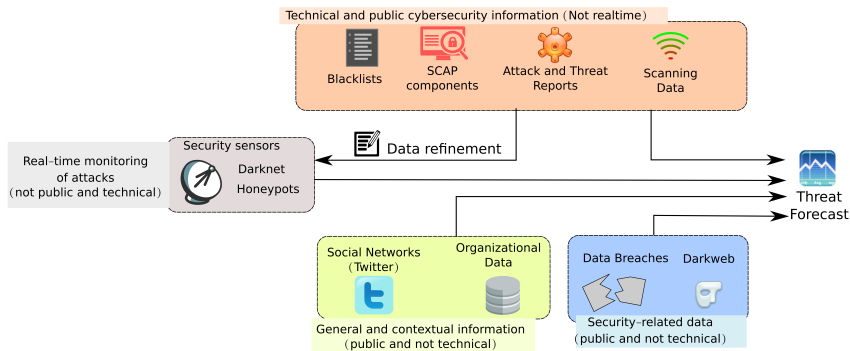 Technical and public cybersecurity information (Not realtime)
Blacklists
SCAP
components
Attack and Threat
Reports
Scanning
Data
Real-time monitoring
of attacks
(not public and technical)
Security sensors
Darknet
Honeypots
Data refinement
Threat
Forecast
Social Networks
(Twitter)
Organizational
Data
General and contextual information
(public and not technical)
Data Breaches
Darkweb
Security-related data
(public and not technical)